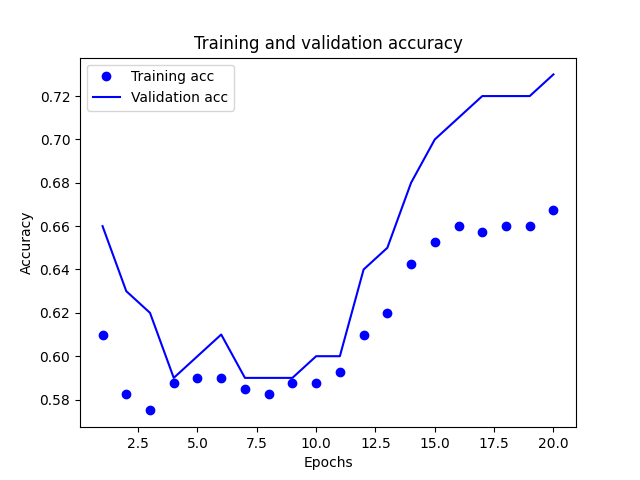 Training and validation accuracy
Training acc
Validation acc
0.72
0.70
0.68
0.66
0.64
0.62
0.60
0.58
Accuracy
2.5 5.0 7.5 10.0 12.5 15.0 17.5 20.0
Epochs